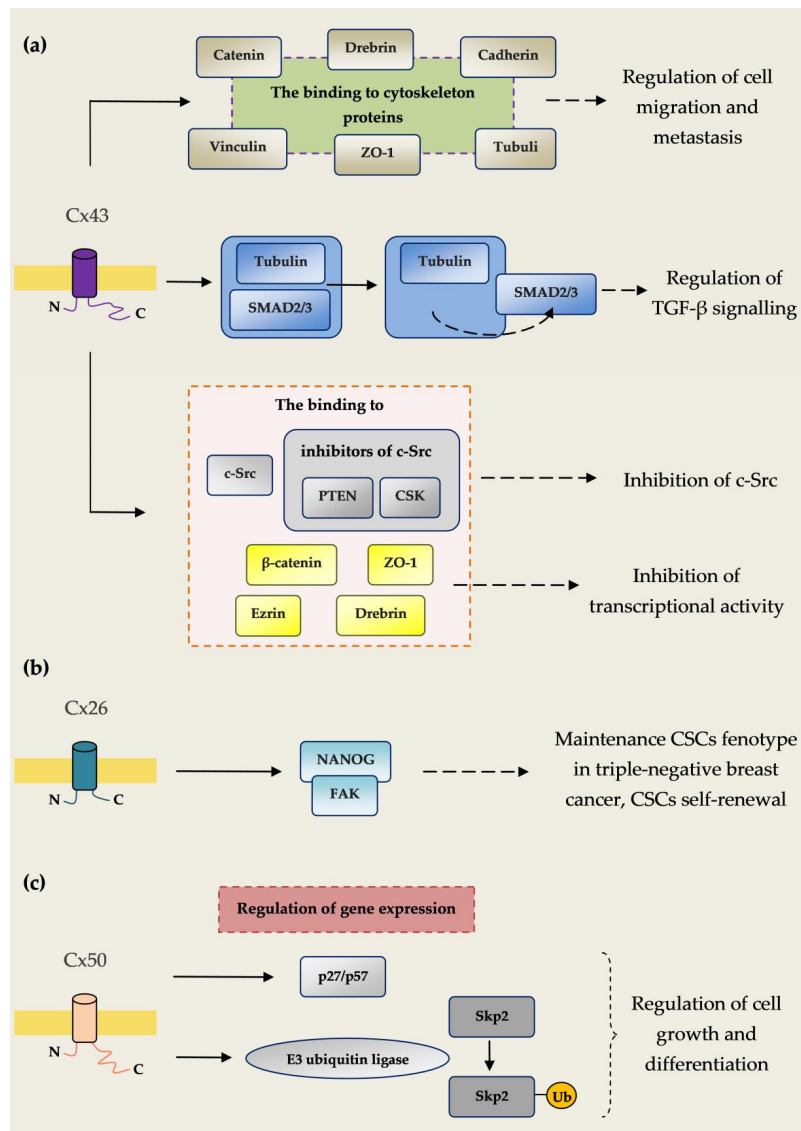 (a)
Catenin
Drebrin
Cadherin
The binding to cytoskeleton
proteins
Vinculin
ZO-1
Tubuli
Regulation of cell
migration and
metastasis
Cx43
N
C
Tubulin
SMAD2/3
Tubulin
SMAD2/3
Regulation of
TGF-β signalling
The binding to
c-Src
inhibitors of c-Src
PTEN
CSK
Inhibition of c-Src
β-catenin
ZO-1
Ezrin
Drebrin
Inhibition of
transcriptional activity
(b)
Cx26
N
C
NANOG
FAK
Maintenance CSCs fenotype
in triple-negative breast
cancer, CSCs self-renewal
(c)
Regulation of gene expression
Cx50
N
C
p27/p57
E3 ubiquitin ligase
Skp2
Skp2
Ub
Regulation of cell
growth and
differentiation